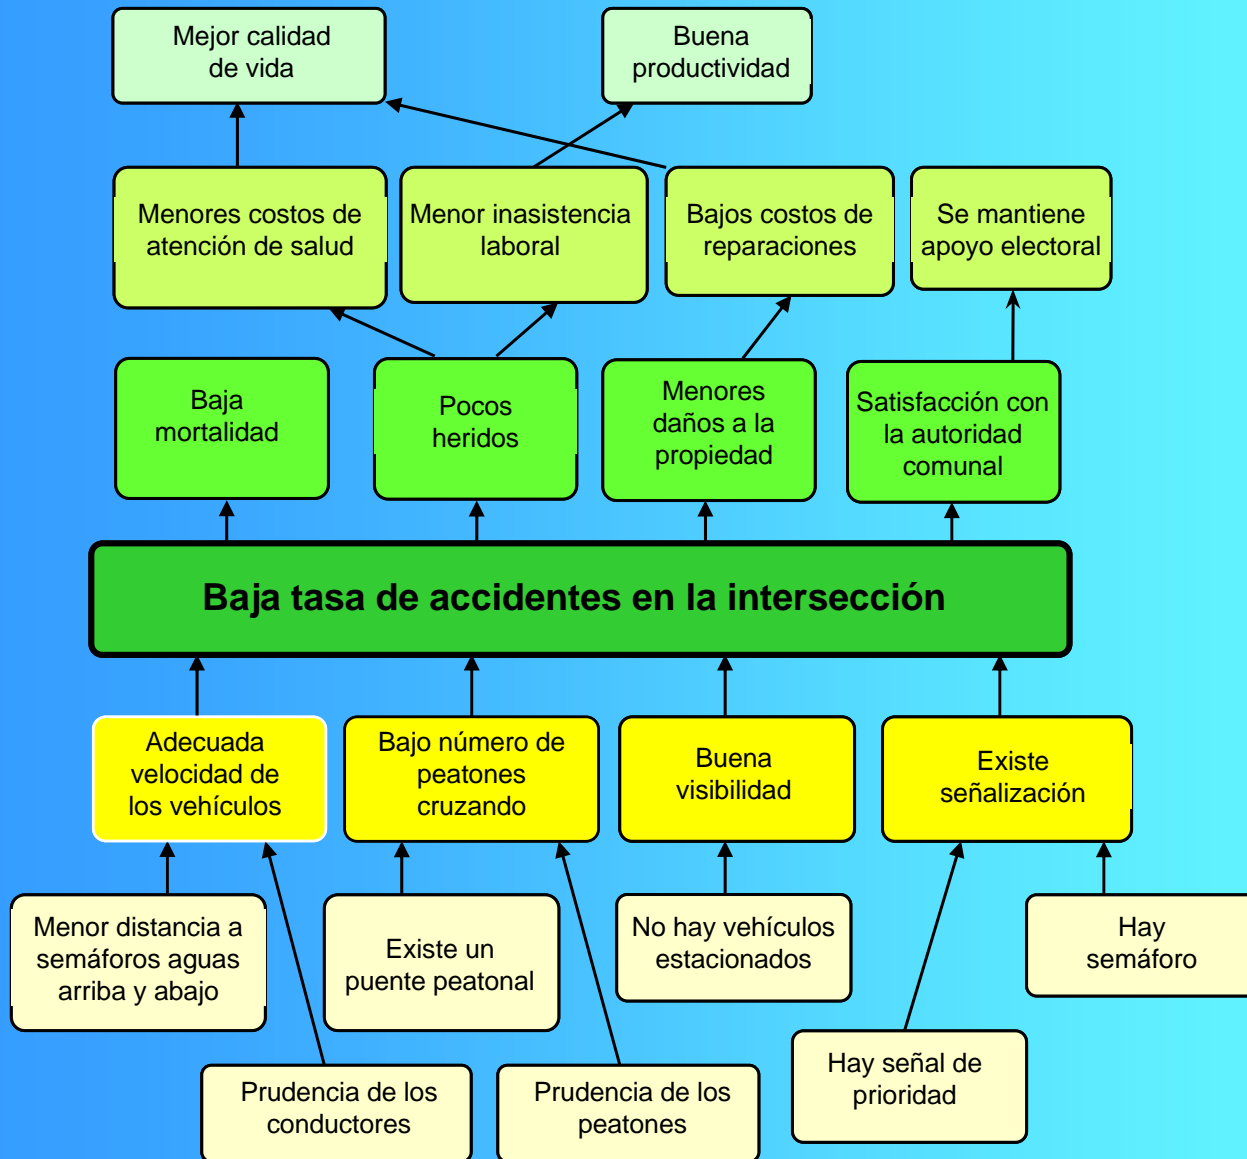 Mejor calidad
de vida
Buena
productividad
Menores costos de
atención de salud
Menor inasistencia
laboral
Bajos costos de
reparaciones
Se mantiene
apoyo electoral
Baja
mortalidad
Pocos
heridos
Menores
daños a la
propiedad
Satisfacción con
la autoridad
comunal
Baja tasa de accidentes en la intersección
Adecuada
velocidad de
los vehículos
Bajo número de
peatones
cruzando
Buena
visibilidad
Existe
señalización
Menor distancia a
semáforos aguas
arriba y abajo
Existe un
puente peatonal
No hay vehículos
estacionados
Hay
semáforo
Prudencia de los
conductores
Prudencia de los
peatones
Hay señal de
prioridad